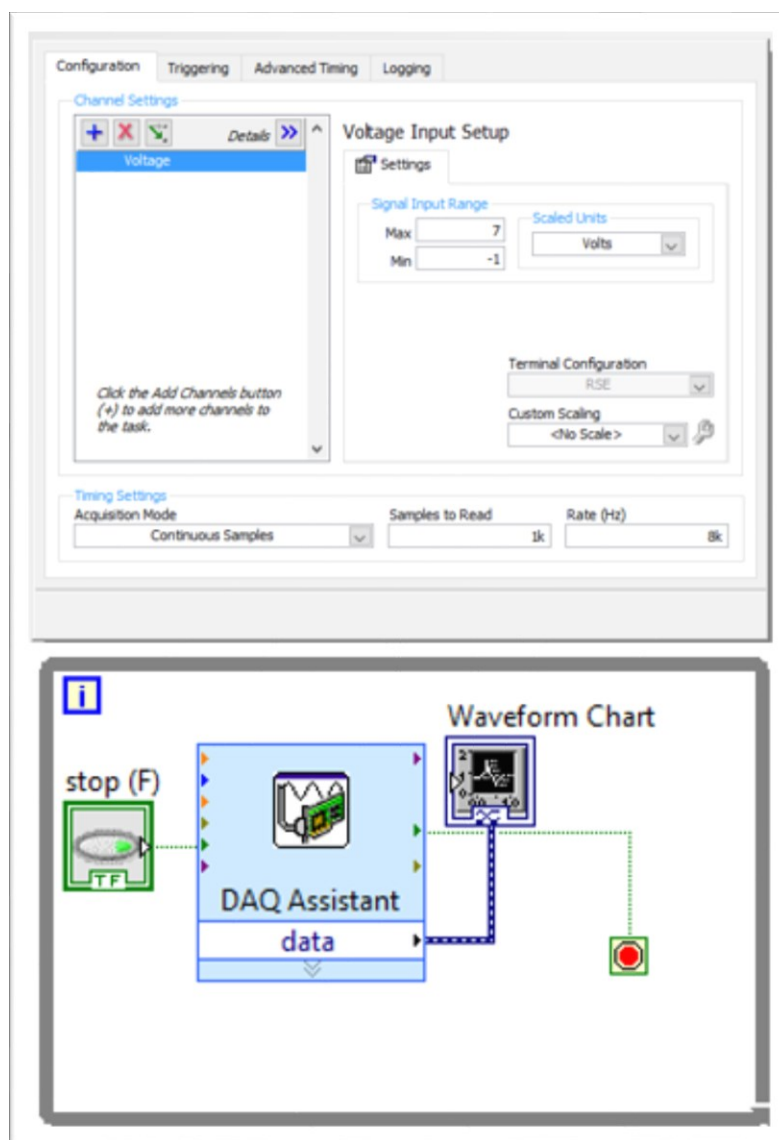 Configuration Triggering Advanced Timing Logging
Channel Settings
Details
Voltage
Click the Add Channels button
(+) to add more channels to
the task.
Voltage Input Setup
Settings
Signal Input Range
Max 7
Min -1
Scaled Units
Volts
Terminal Configuration
RSE
Custom Scaling
<No Scale>
Timing Settings
Acquisition Mode Samples to Read Rate (Hz)
Continuous Samples 1k 8k
i
Waveform Chart
2
1
0
stop (F)
TF
DAQ Assistant
data